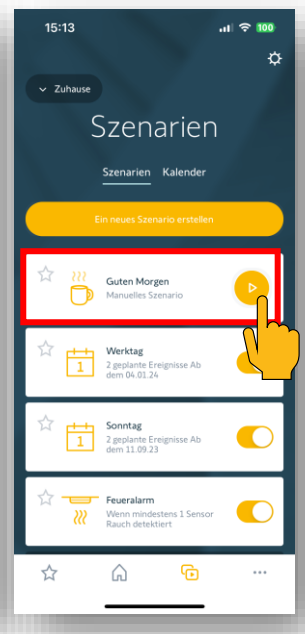 15:13
100
Zuhause
Szenarien
Szenarien Kalender
Ein neues Szenario erstellen
Guten Morgen
Manuelles Szenario
Werktag
1
2 geplante Ereignisse Ab
dem 04.01.24
Sonntag
1
2 geplante Ereignisse Ab
dem 11.09.23
Feueralarm
Wenn mindestens 1 Sensor
Rauch detektiert